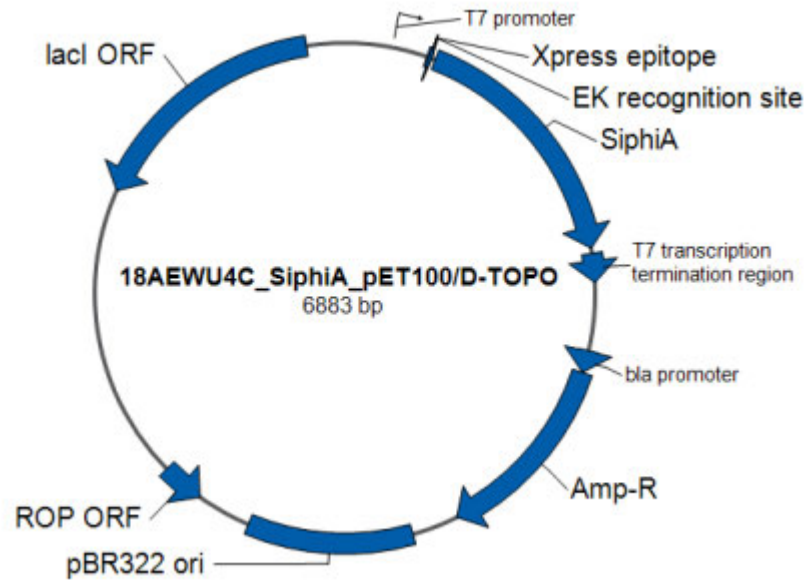 T7 promoter
lacI ORF
Xpress epitope
EK recognition site
SiphiA
18AEWU4C_SiphiA_pET100/D-TOPO
6883 bp
T7 transcription
termination region
bla promoter
Amp-R
ROP ORF
pBR322 ori